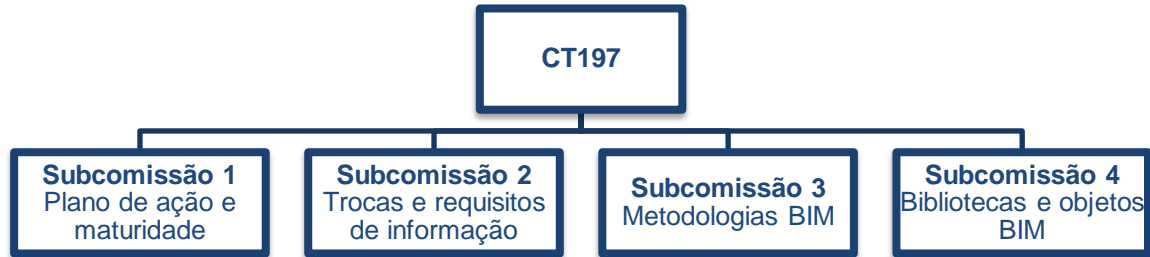 CT197
Subcomissão 1
Plano de ação e
maturidade
Subcomissão 2
Trocas e requisitos
de informação
Subcomissão 3
Metodologias BIM
Subcomissão 4
Bibliotecas e objetos
BIM